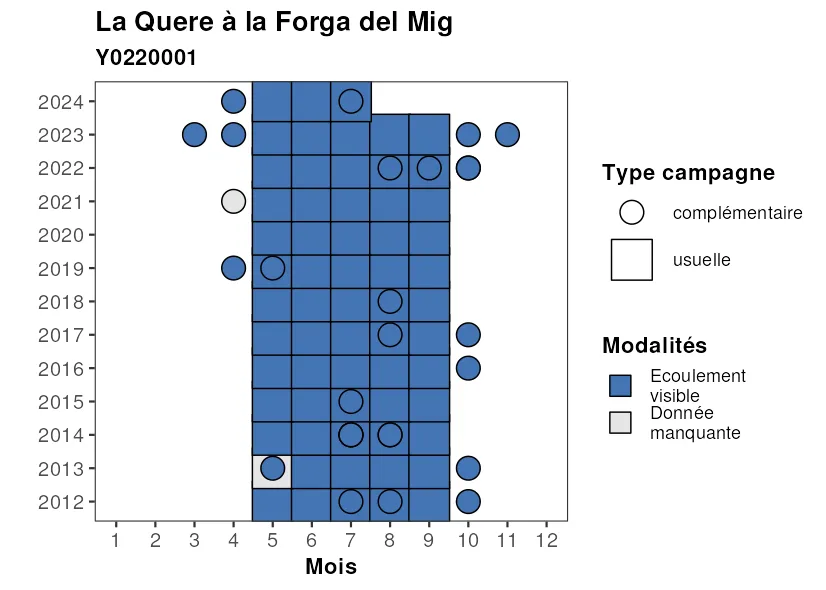 La Quere à la Forga del Mig
Y0220001
2024
2023
2022
2021
2020
2019
2018
2017
2016
2015
2014
2013
2012
1 2 3 4 5 6 7 8 9 10 11 12
Mois
Type campagne
complémentaire
usuelle
Modalités
Ecoulement
visible
Donnée
manquante